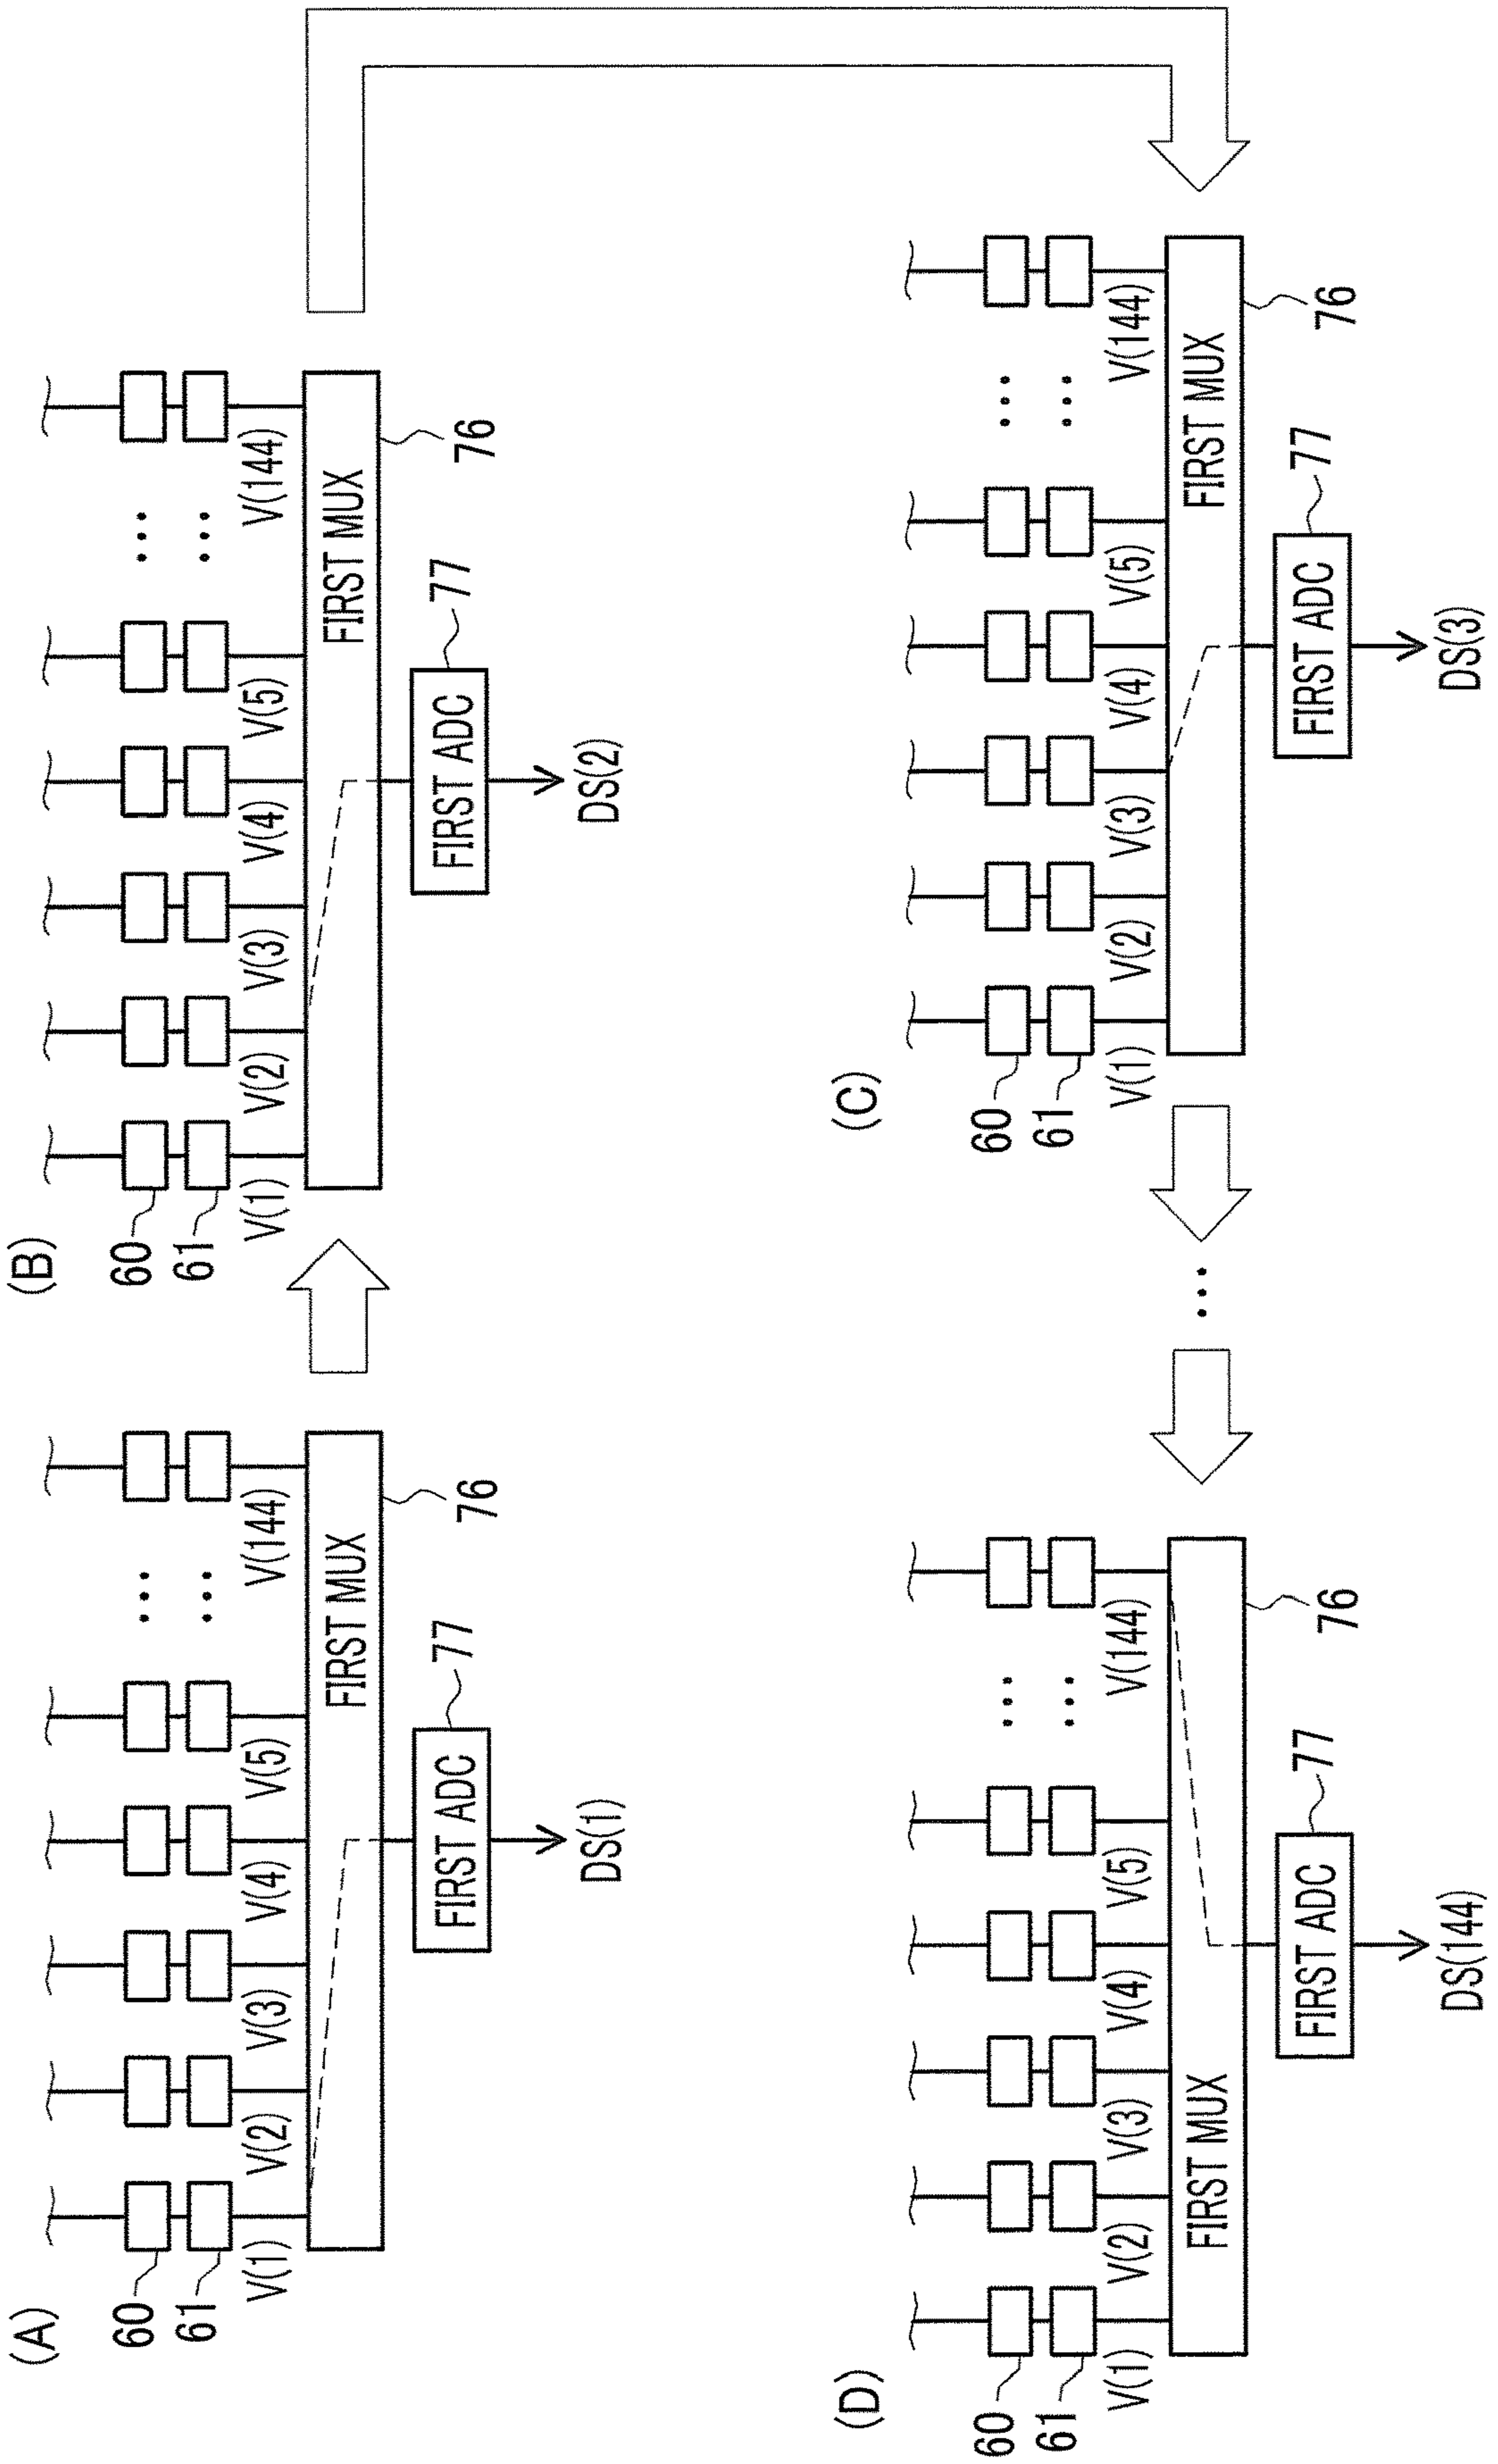 (A)
60
61
V(1) V(2) V(3) V(4) V(5) ••• V(144)
•••
FIRST MUX
76
FIRST ADC
77
DS(1)
(B)
60
61
V(1) V(2) V(3) V(4) V(5) ••• V(144)
•••
FIRST MUX
76
FIRST ADC
77
DS(2)
(C)
60
61
V(1) V(2) V(3) V(4) V(5) ••• V(144)
•••
FIRST MUX
76
FIRST ADC
77
DS(3)
•••
(D)
60
61
V(1) V(2) V(3) V(4) V(5) ••• V(144)
•••
FIRST MUX
76
FIRST ADC
77
DS(144)